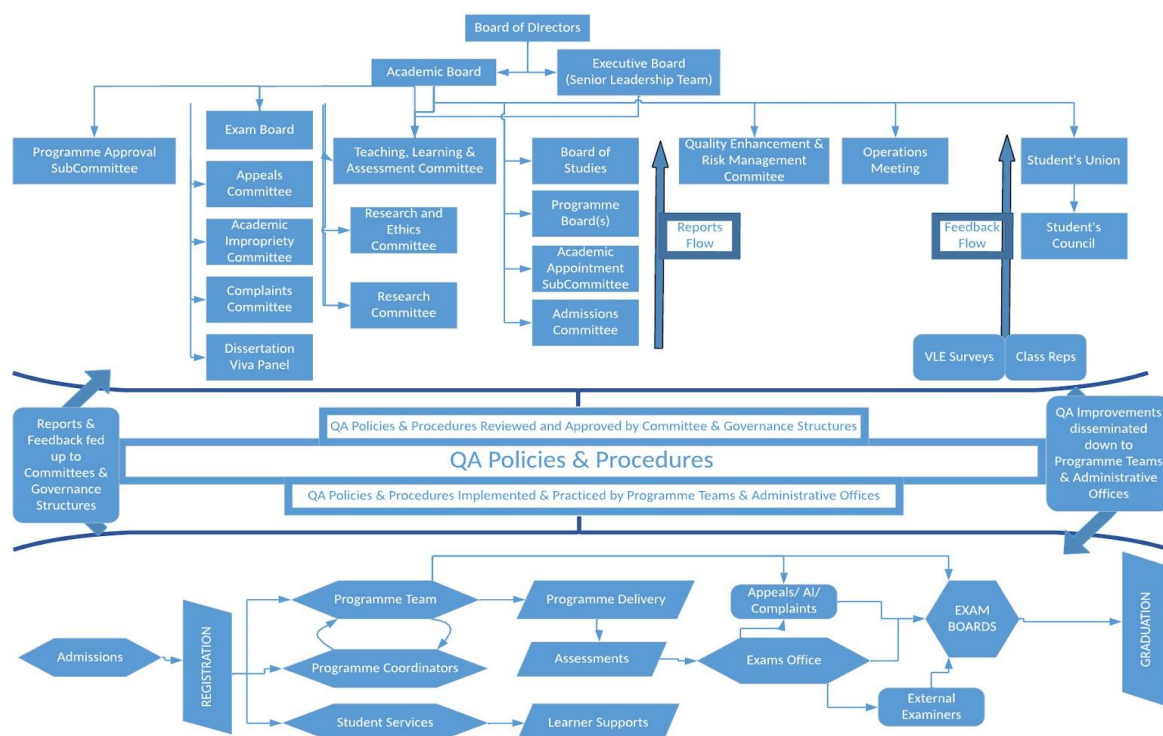 Board of DIrectors
Academic Board
Executive Board
(Senior Leadership Team)
Programme Approval
SubCommittee
Exam Board
Appeals
Committee
Academic
Impropriety
Committee
Complaints
Committee
Dissertation
Viva Panel
Teaching, Learning &
Assessment Committee
Research and
Ethics
Committee
Research
Committee
Board of
Studies
Programme
Board(s)
Academic
Appointment
SubCommittee
Admissions
Committee
Reports
Flow
Quality Enhancement &
Risk Management
Commitee
Operations
Meeting
Feedback
Flow
Student's Union
Student's
Council
VLE Surveys
Class Reps
Reports &
Feedback fed
up to
Committees &
Governance
Structures
QA Policies & Procedures Reviewed and Approved by Committee & Governance Structures
QA Policies & Procedures
QA Policies & Procedures Implemented & Practiced by Programme Teams & Administrative Offices
QA Improvements
disseminated
down to
Programme Teams
& Administrative
Offices
Admissions
REGISTRATION
Programme Team
Programme Coordinators
Student Services
Programme Delivery
Assessments
Learner Supports
Appeals/ AI/
Complaints
Exams Office
External
Examiners
EXAM
BOARDS
GRADUATION